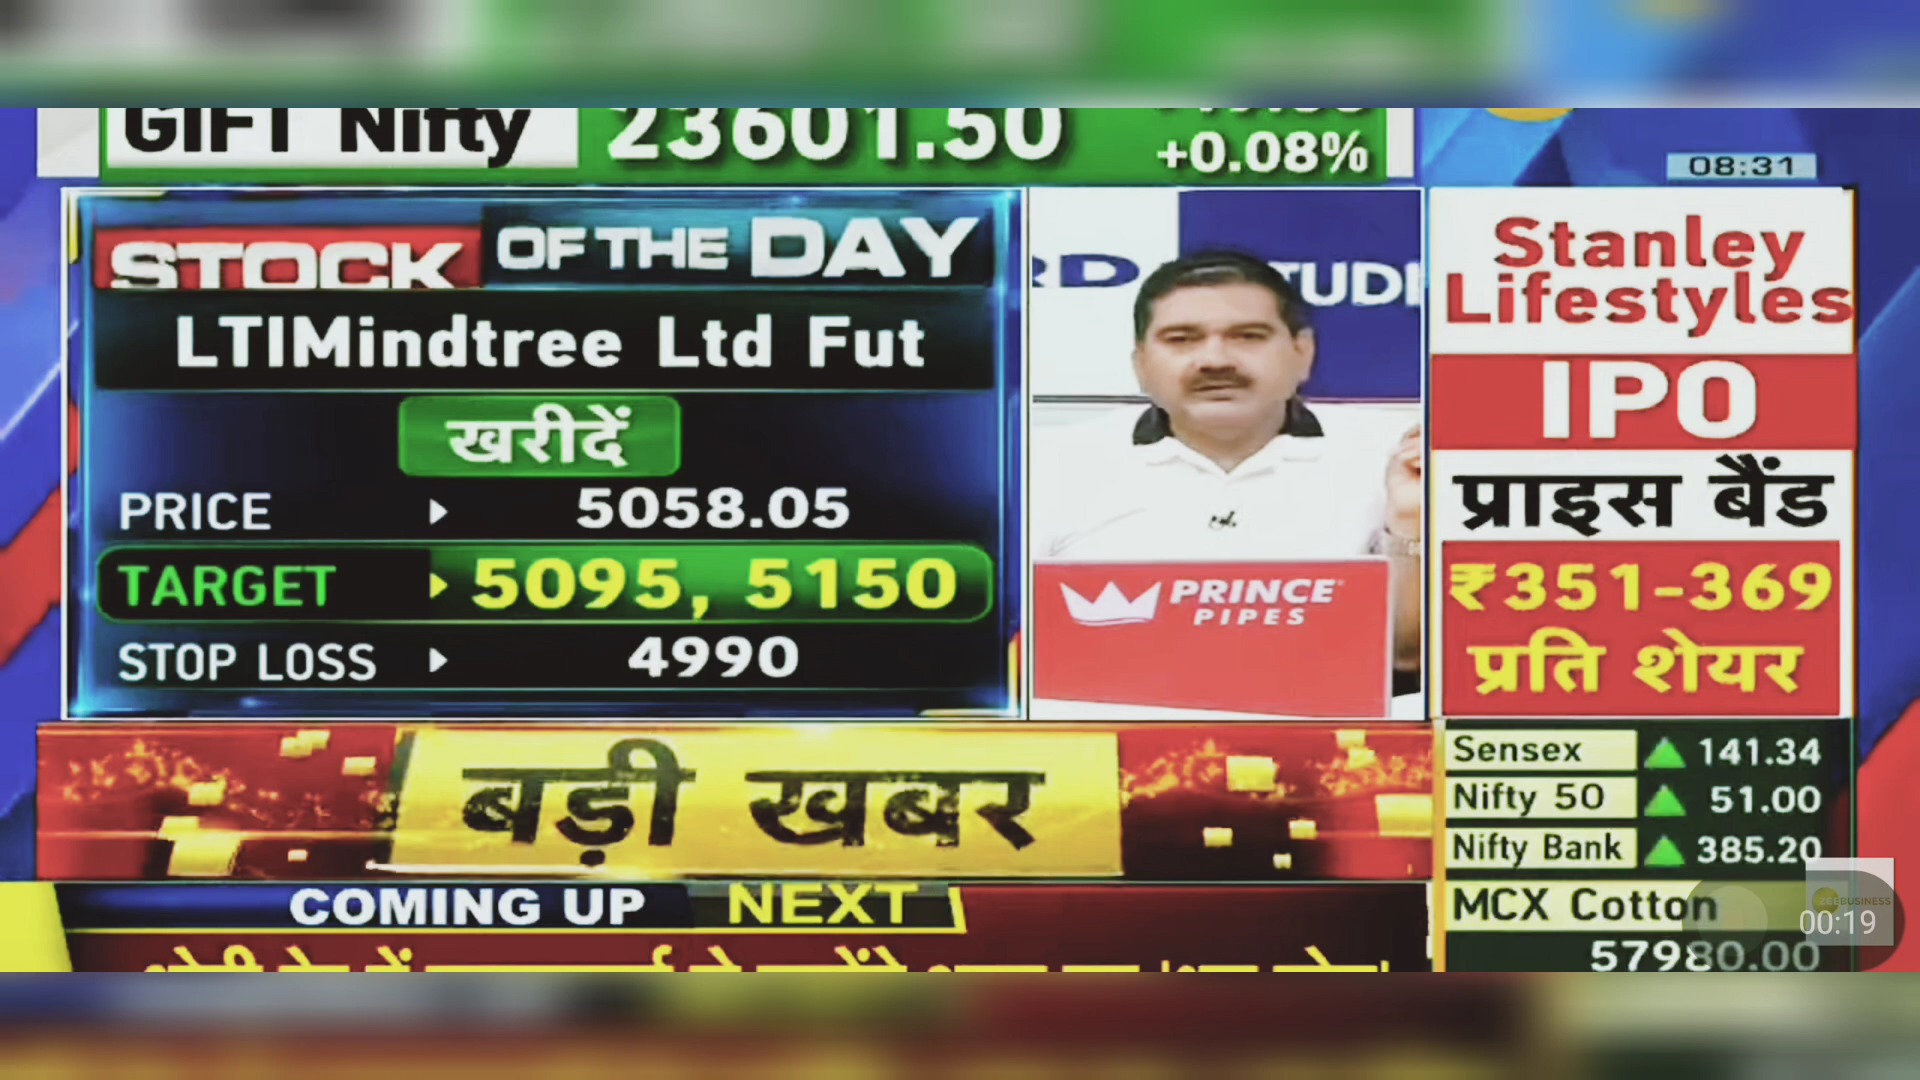 GIFT Nifty
23601.50
+0.08%
08:31
STOCK OF THE DAY
LTIMindtree Ltd Fut
खरीदें
PRICE 5058.05
TARGET 5095, 5150
STOP LOSS 4990
RD
TUDI
PRINCE
PIPES
Stanley
Lifestyles
IPO
प्राइस बैंड
₹351-369
प्रति शेयर
बड़ी खबर
Sensex 141.34
Nifty 50 51.00
Nifty Bank 385.20
MCX Cotton
57980.00
ZEEBUSINESS
00:19
COMING UP NEXT